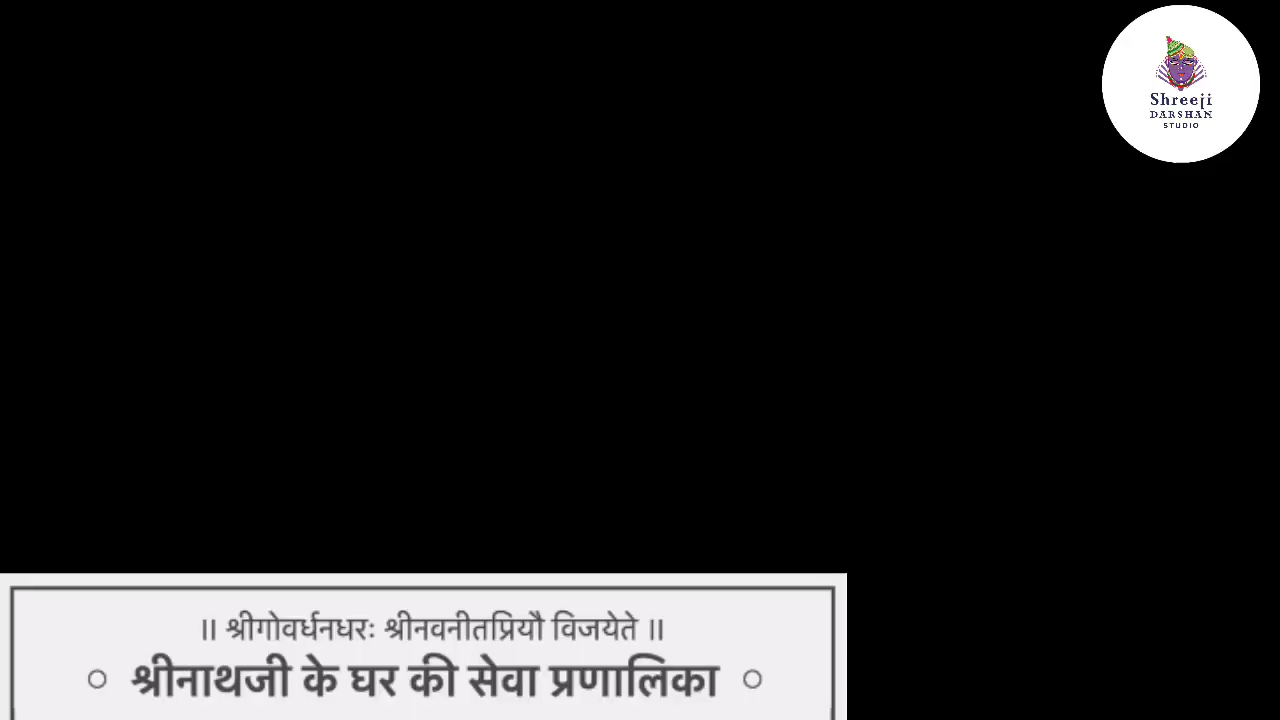 Shreeji
DARSHAN
STUDIO
॥ श्रीगोवर्धनधरः श्रीनवनीतप्रियौ विजयेते ॥
श्रीनाथजी के घर की सेवा प्रणालिका